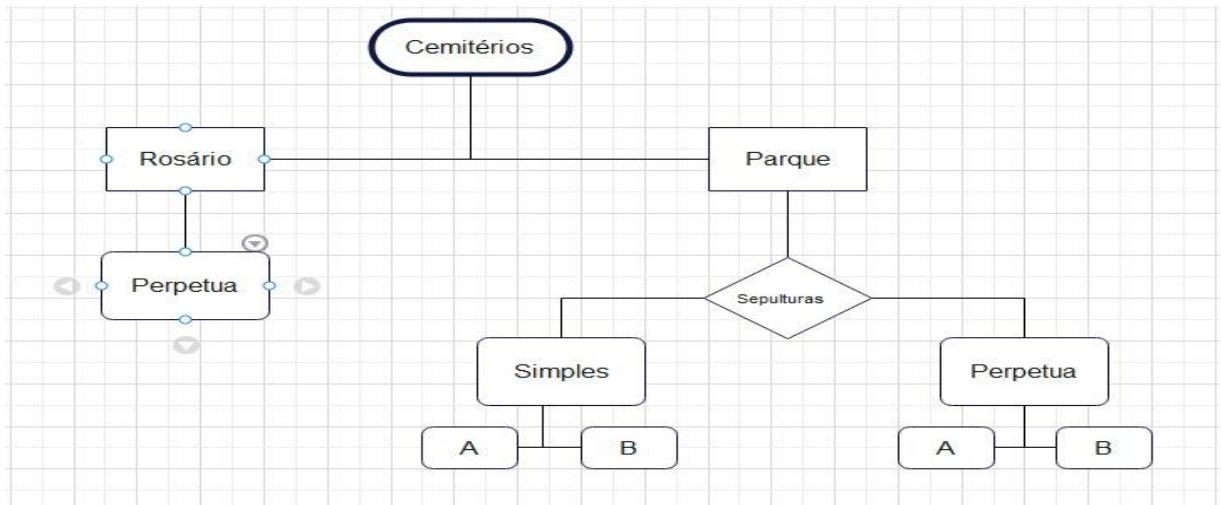 Cemitérios
Rosário
Parque
Perpetua
Sepulturas
Simples
Perpetua
A
B
A
B